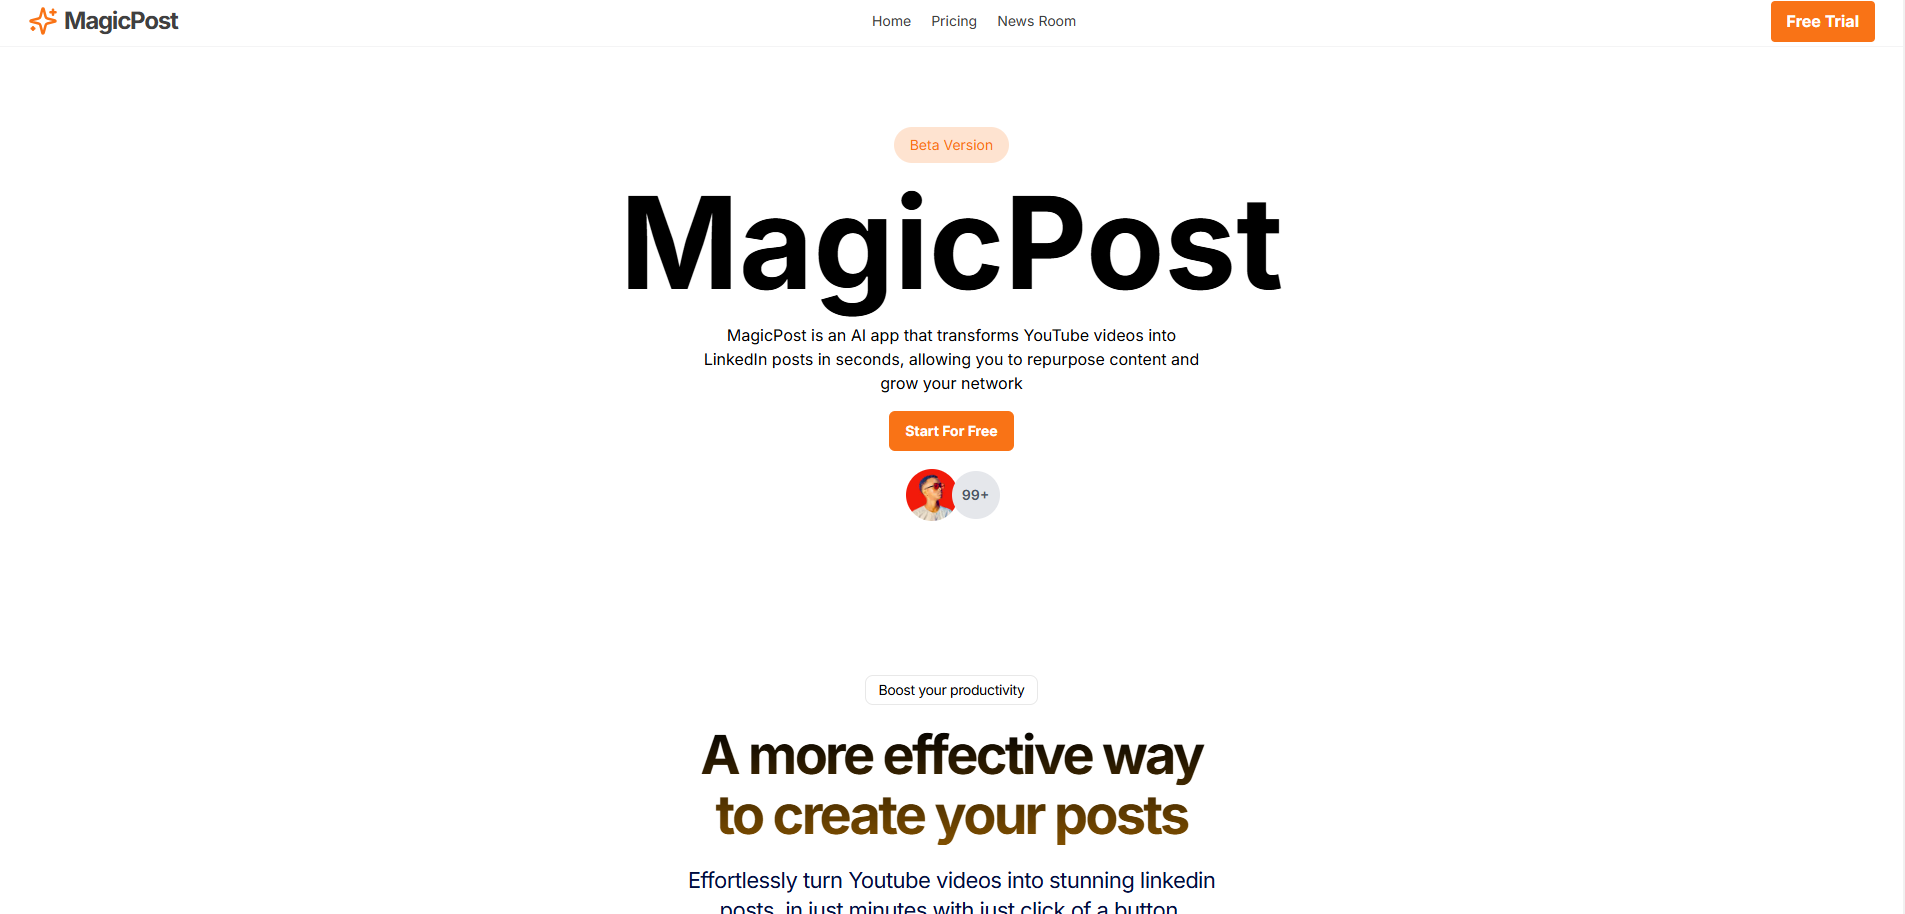 MagicPost
Home Pricing News Room
Free Trial
Beta Version
MagicPost
MagicPost is an AI app that transforms YouTube videos into
LinkedIn posts in seconds, allowing you to repurpose content and
grow your network
Start For Free
99+
Boost your productivity
A more effective way
to create your posts
Effortlessly turn Youtube videos into stunning linkedin
posts, in just minutes with just click of a button